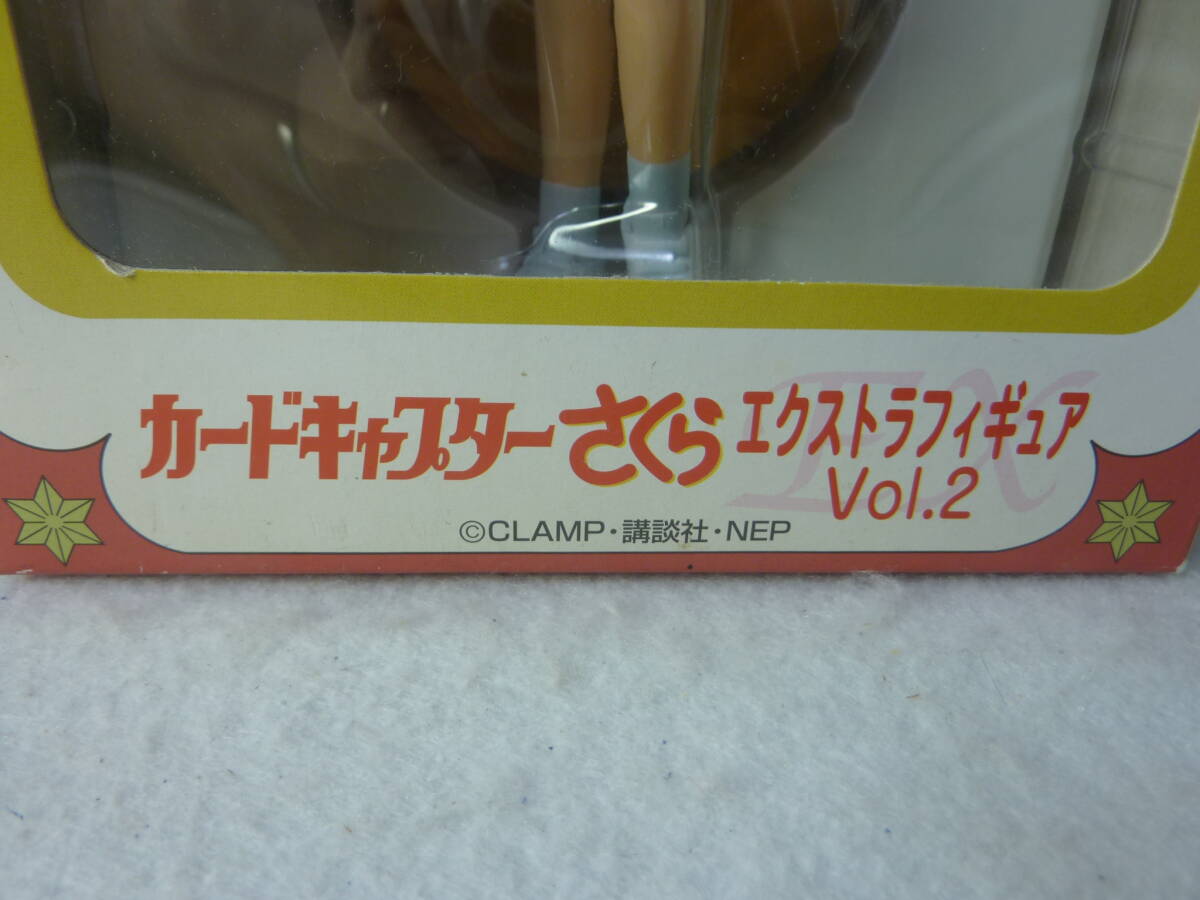 カードキャプターさくら エクストラフィギュア
EX
Vol.2
©CLAMP・講談社・NEP